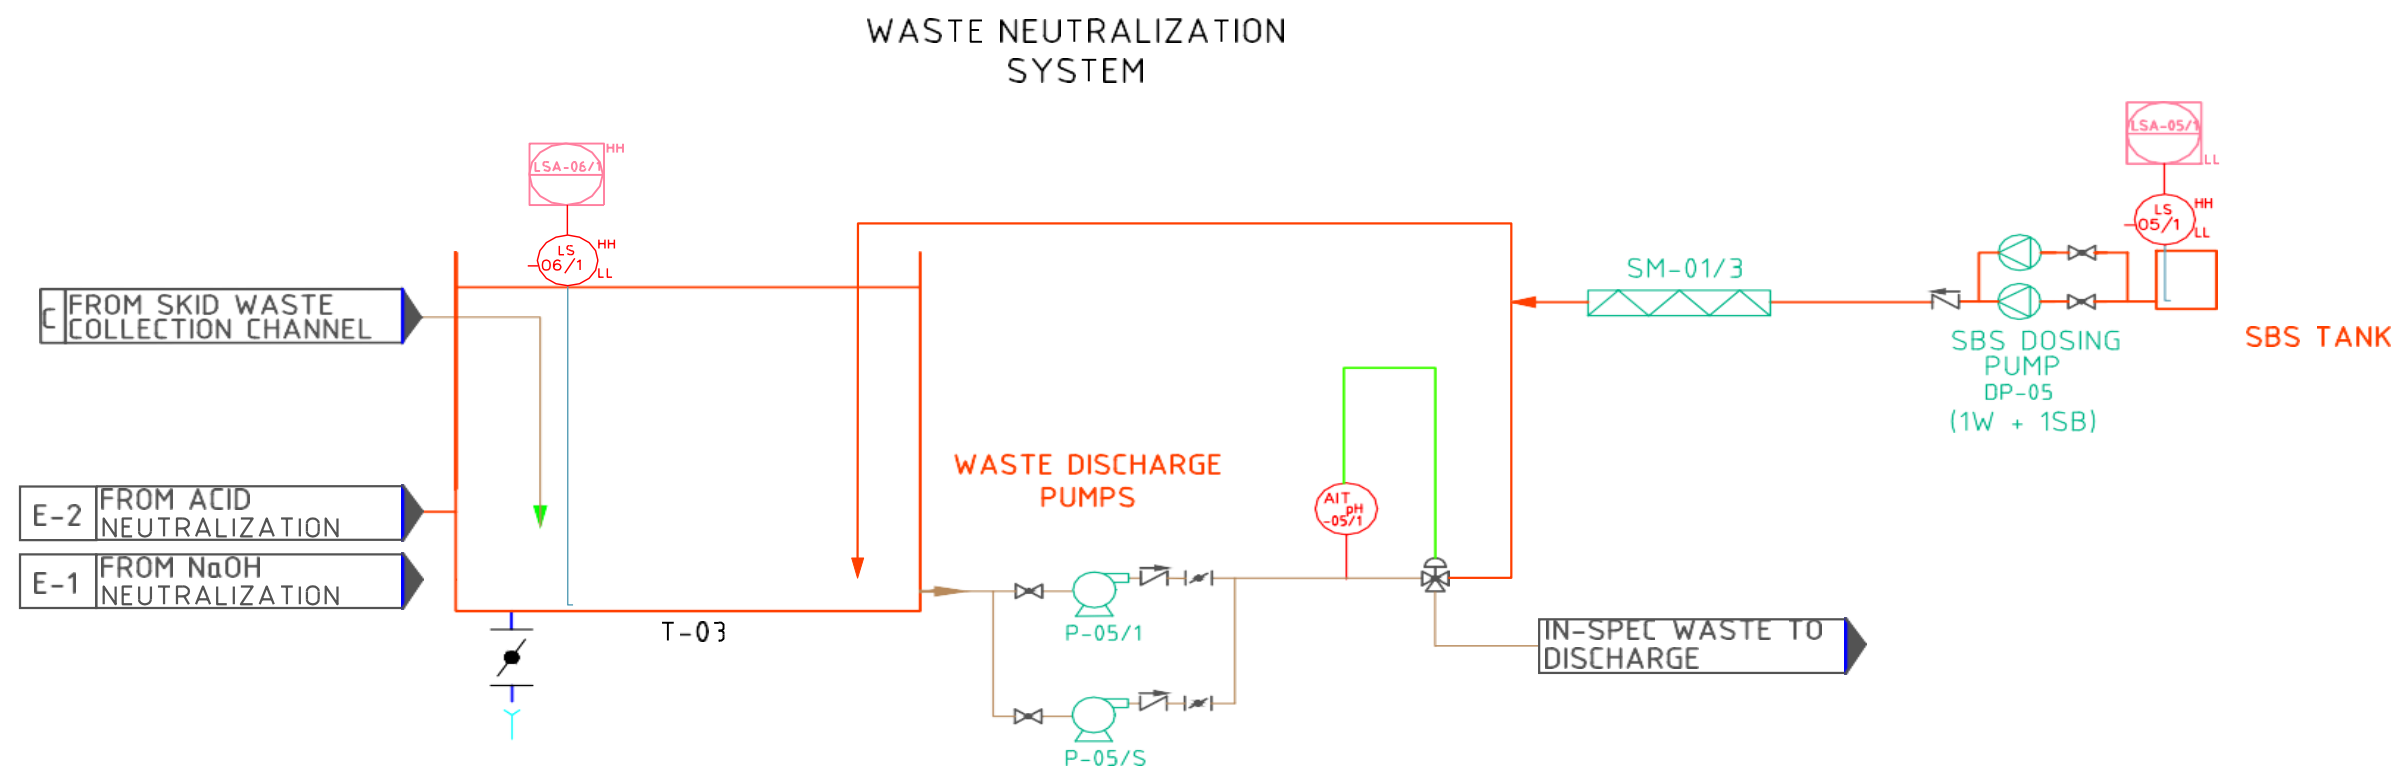 WASTE NEUTRALIZATION
SYSTEM
LSA-06/1
HH
LS
-06/1
HH
LL
C
FROM SKID WASTE
COLLECTION CHANNEL
E-2
FROM ACID
NEUTRALIZATION
E-1
FROM NaOH
NEUTRALIZATION
T-03
WASTE DISCHARGE
PUMPS
P-05/1
P-05/S
AIT
pH
-05/1
IN-SPEC WASTE TO
DISCHARGE
SM-01/3
LSA-05/1
LL
LS
-05/1
HH
LL
SBS DOSING
PUMP
DP-05
(1W + 1SB)
SBS TANK